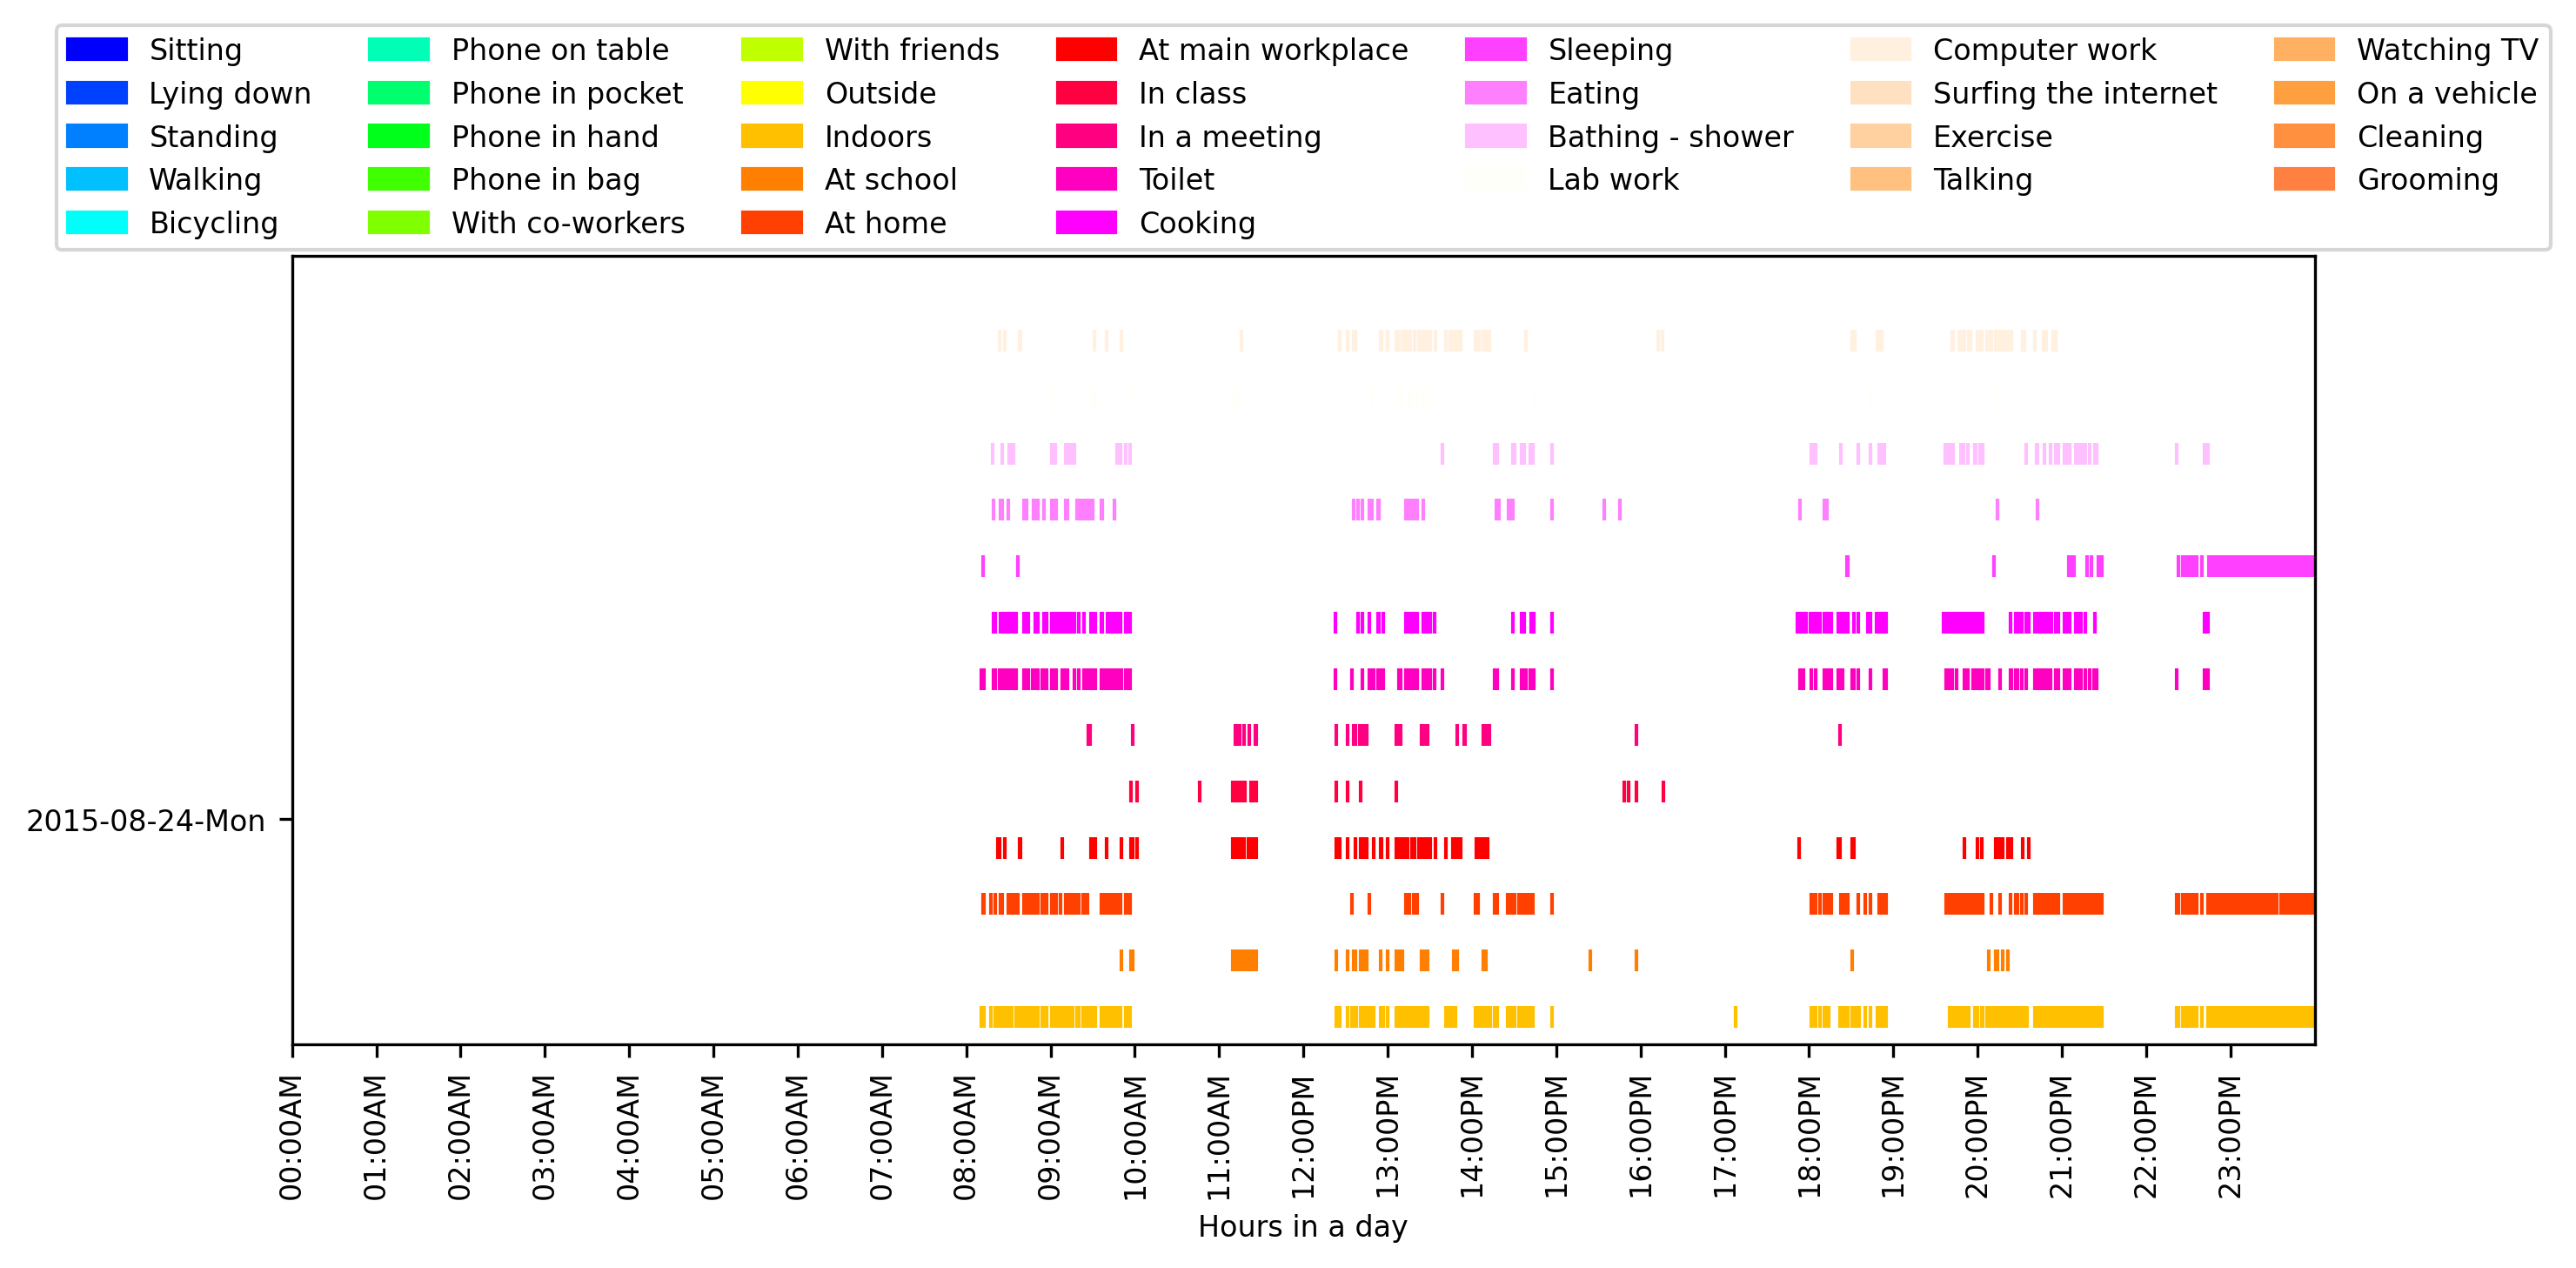 Sitting
Lying down
Standing
Walking
Bicycling
Phone on table
Phone in pocket
Phone in hand
Phone in bag
With co-workers
With friends
Outside
Indoors
At school
At home
At main workplace
In class
In a meeting
Toilet
Cooking
Sleeping
Eating
Bathing - shower
Lab work
Computer work
Surfing the internet
Exercise
Talking
Watching TV
On a vehicle
Cleaning
Grooming
2015-08-24-Mon
00:00AM
01:00AM
02:00AM
03:00AM
04:00AM
05:00AM
06:00AM
07:00AM
08:00AM
09:00AM
10:00AM
11:00AM
12:00PM
13:00PM
14:00PM
15:00PM
16:00PM
17:00PM
18:00PM
19:00PM
20:00PM
21:00PM
22:00PM
23:00PM
Hours in a day